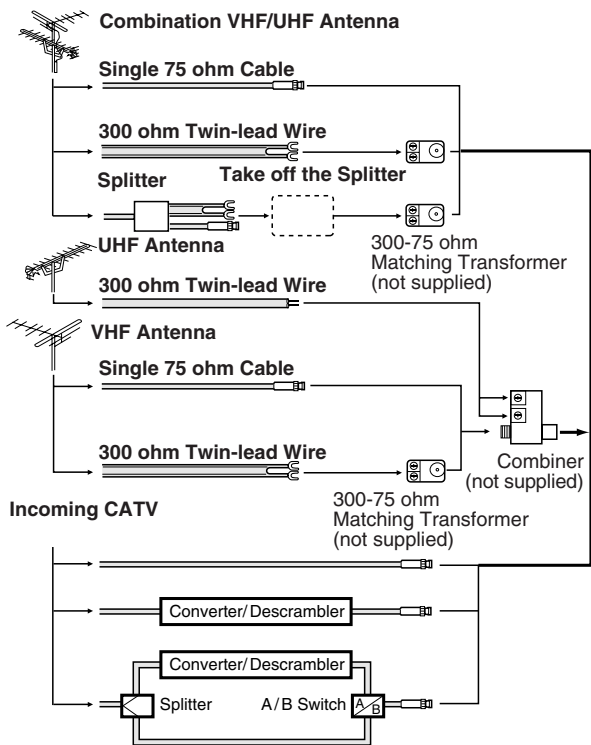 Combination VHF/UHF Antenna
Single 75 ohm Cable
300 ohm Twin-lead Wire
Splitter
Take off the Splitter
300-75 ohm
Matching Transformer
(not supplied)
UHF Antenna
300 ohm Twin-lead Wire
VHF Antenna
Single 75 ohm Cable
300 ohm Twin-lead Wire
Combiner
(not supplied)
300-75 ohm
Matching Transformer
(not supplied)
Incoming CATV
Converter/Descrambler
Converter/Descrambler
Splitter
A/B Switch
A
B